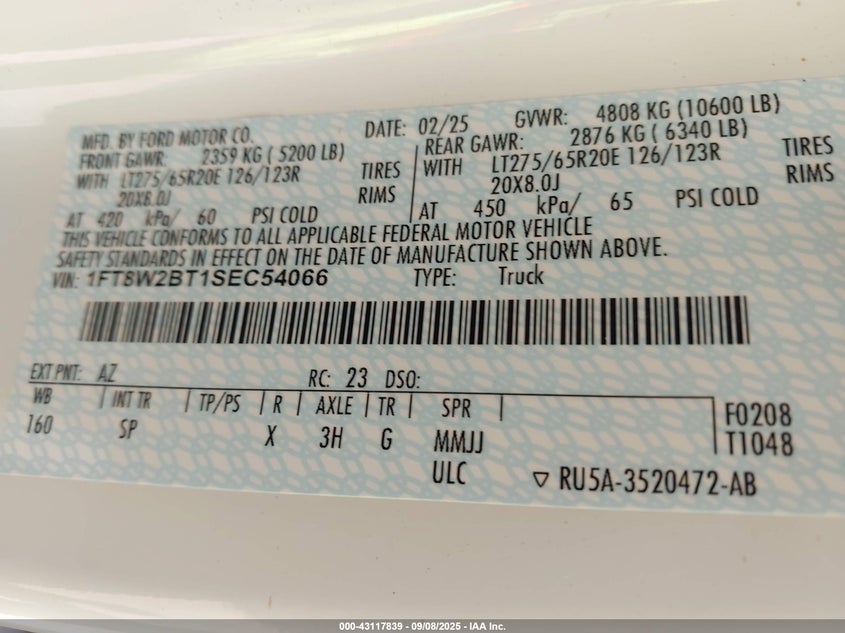 MFD. BY FORD MOTOR CO. DATE: 02/25 GVWR: 4808 KG (10600 LB)
FRONT GAWR: 2359 KG ( 5200 LB) REAR GAWR: 2876 KG ( 6340 LB)
WITH LT275/65R20E 126/123R TIRES WITH LT275/65R20E 126/123R TIRES
20X8.0J RIMS 20X8.0J RIMS
AT 420 kPa/ 60 PSI COLD AT 450 kPa/ 65 PSI COLD
THIS VEHICLE CONFORMS TO ALL APPLICABLE FEDERAL MOTOR VEHICLE
SAFETY STANDARDS IN EFFECT ON THE DATE OF MANUFACTURE SHOWN ABOVE.
VIN: 1FT8W2BT1SEC54066 TYPE: Truck
EXT PNT: AZ RC: 23 DSO:
WB INT TR TP/PS R AXLE TR SPR F0208
160 SP X 3H G MMJJ T1048
ULC RU5A-3520472-AB
000-43117839 - 09/08/2025 - IAA Inc.